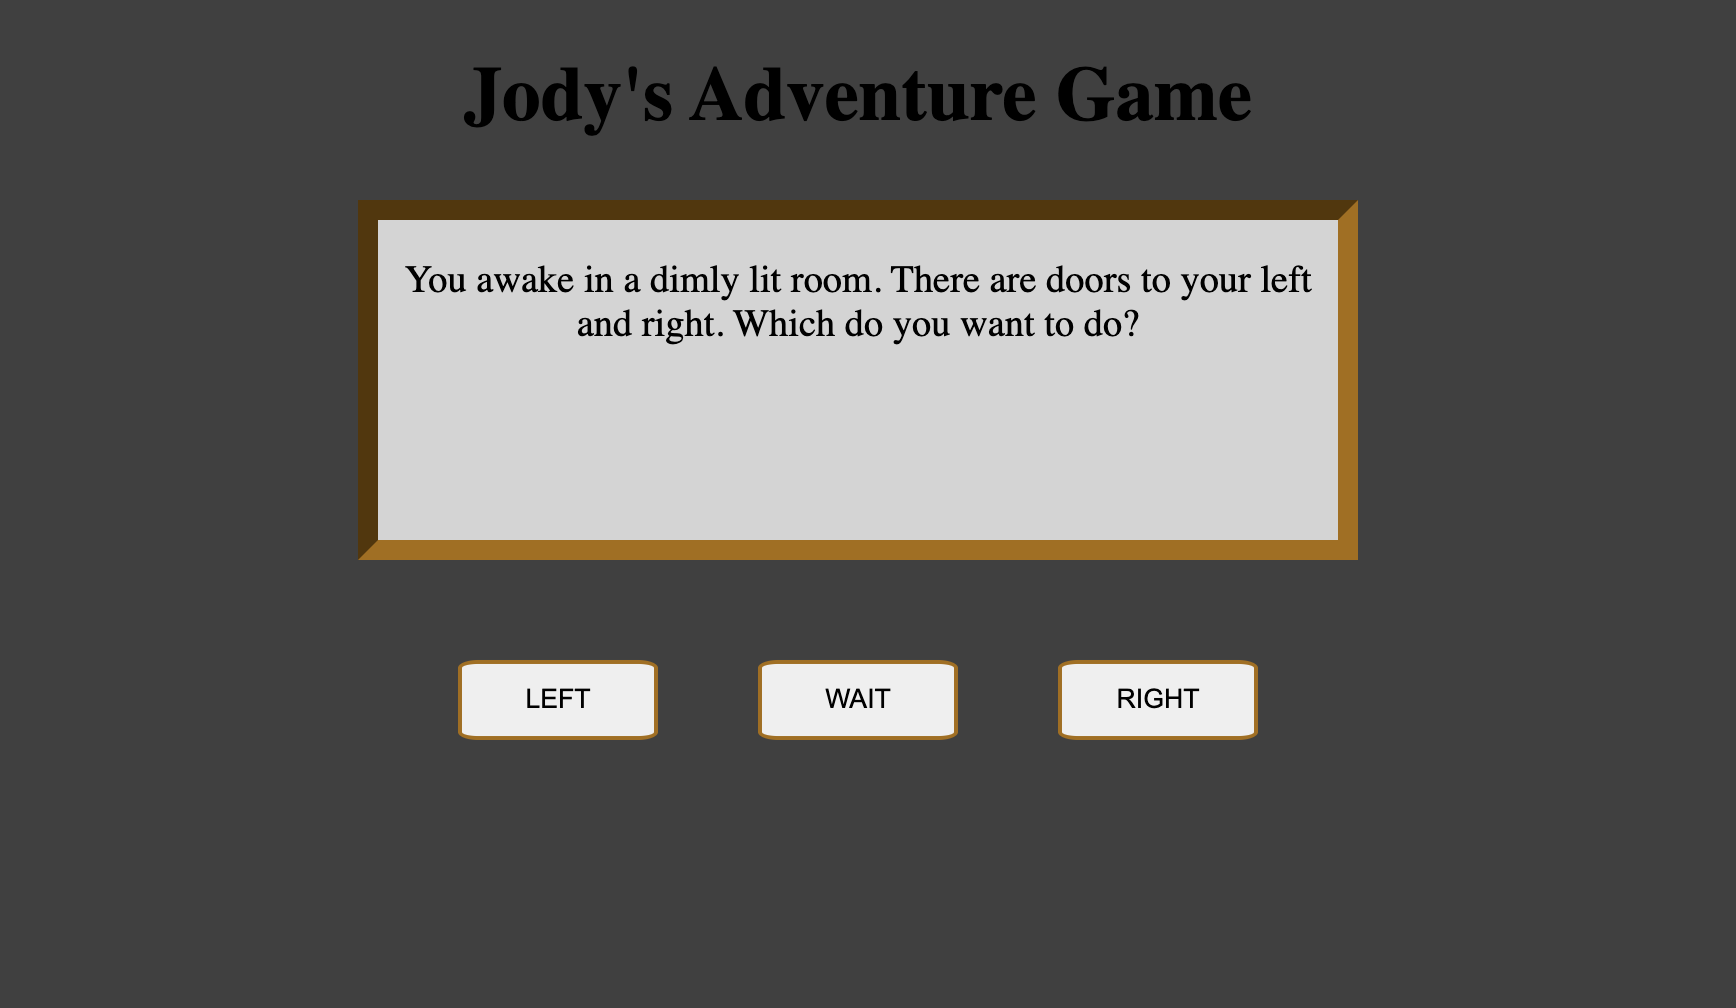 Jody's Adventure Game
You awake in a dimly lit room. There are doors to your left
and right. Which do you want to do?
LEFT
WAIT
RIGHT